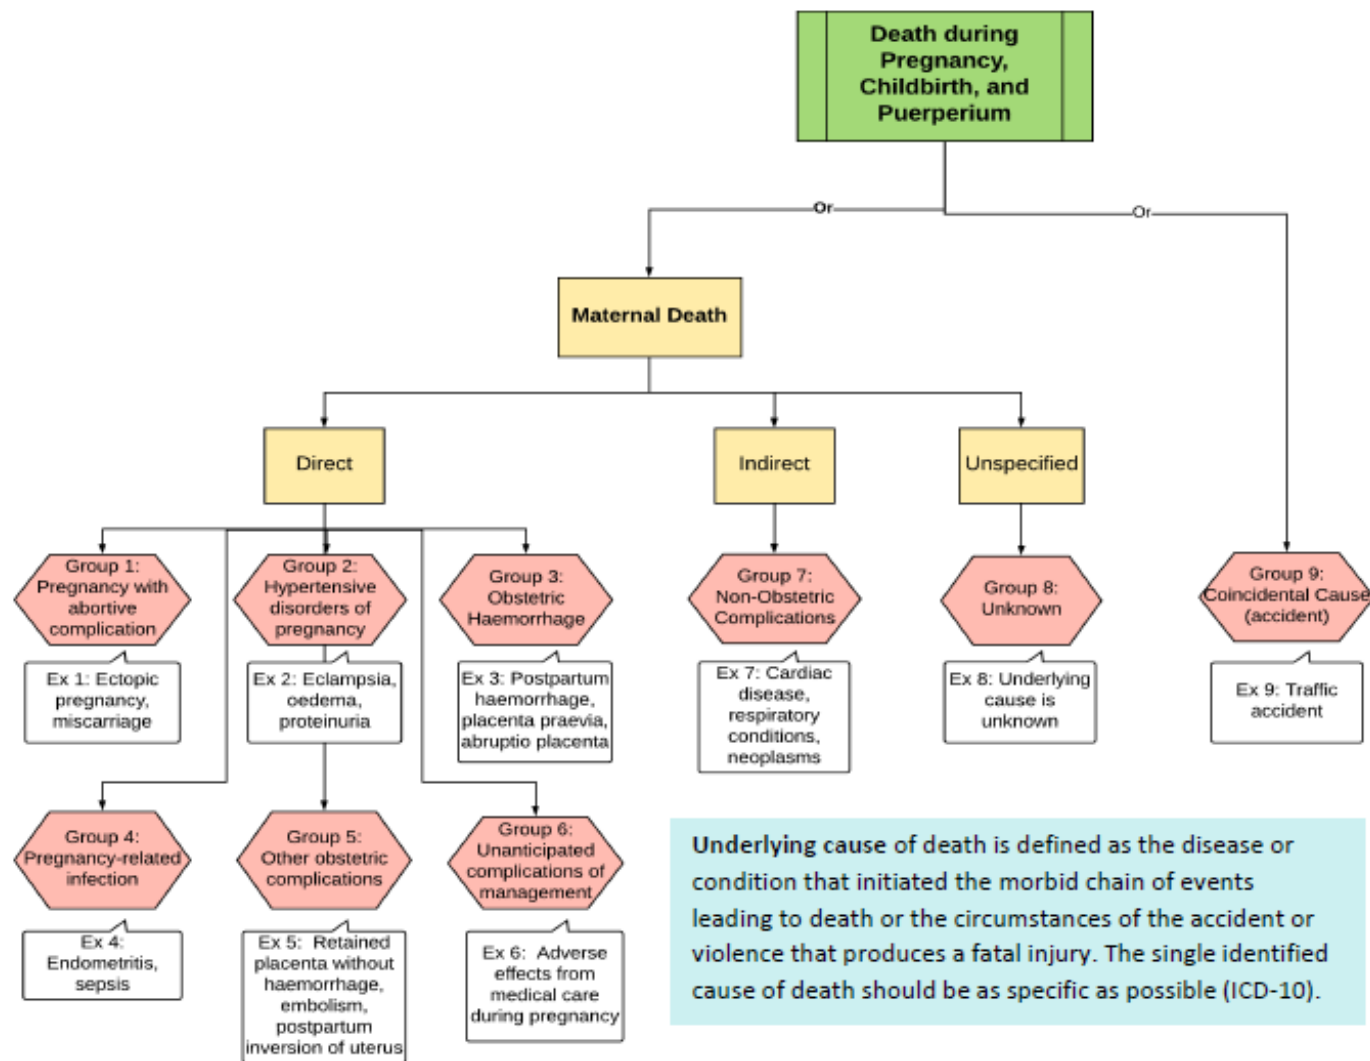 Death during
Pregnancy,
Childbirth, and
Puerperium
Or
Or
Maternal Death
Direct
Indirect
Unspecified
Group 1:
Pregnancy with
abortive
complication
Group 2:
Hypertensive
disorders of
pregnancy
Group 3:
Obstetric
Haemorrhage
Group 7:
Non-Obstetric
Complications
Group 8:
Unknown
Group 9:
Coincidental Cause
(accident)
Ex 1: Ectopic
pregnancy,
miscarriage
Ex 2: Eclampsia,
oedema,
proteinuria
Ex 3: Postpartum
haemorrhage,
placenta praevia,
abruptio placenta
Ex 7: Cardiac
disease,
respiratory
conditions,
neoplasms
Ex 8: Underlying
cause is
unknown
Ex 9: Traffic
accident
Group 4:
Pregnancy-related
infection
Group 5:
Other obstetric
complications
Group 6:
Unanticipated
complications of
management
Ex 4:
Endometritis,
sepsis
Ex 5: Retained
placenta without
haemorrhage,
embolism,
postpartum
inversion of uterus
Ex 6: Adverse
effects from
medical care
during pregnancy
Underlying cause of death is defined as the disease or
condition that initiated the morbid chain of events
leading to death or the circumstances of the accident or
violence that produces a fatal injury. The single identified
cause of death should be as specific as possible (ICD-10).